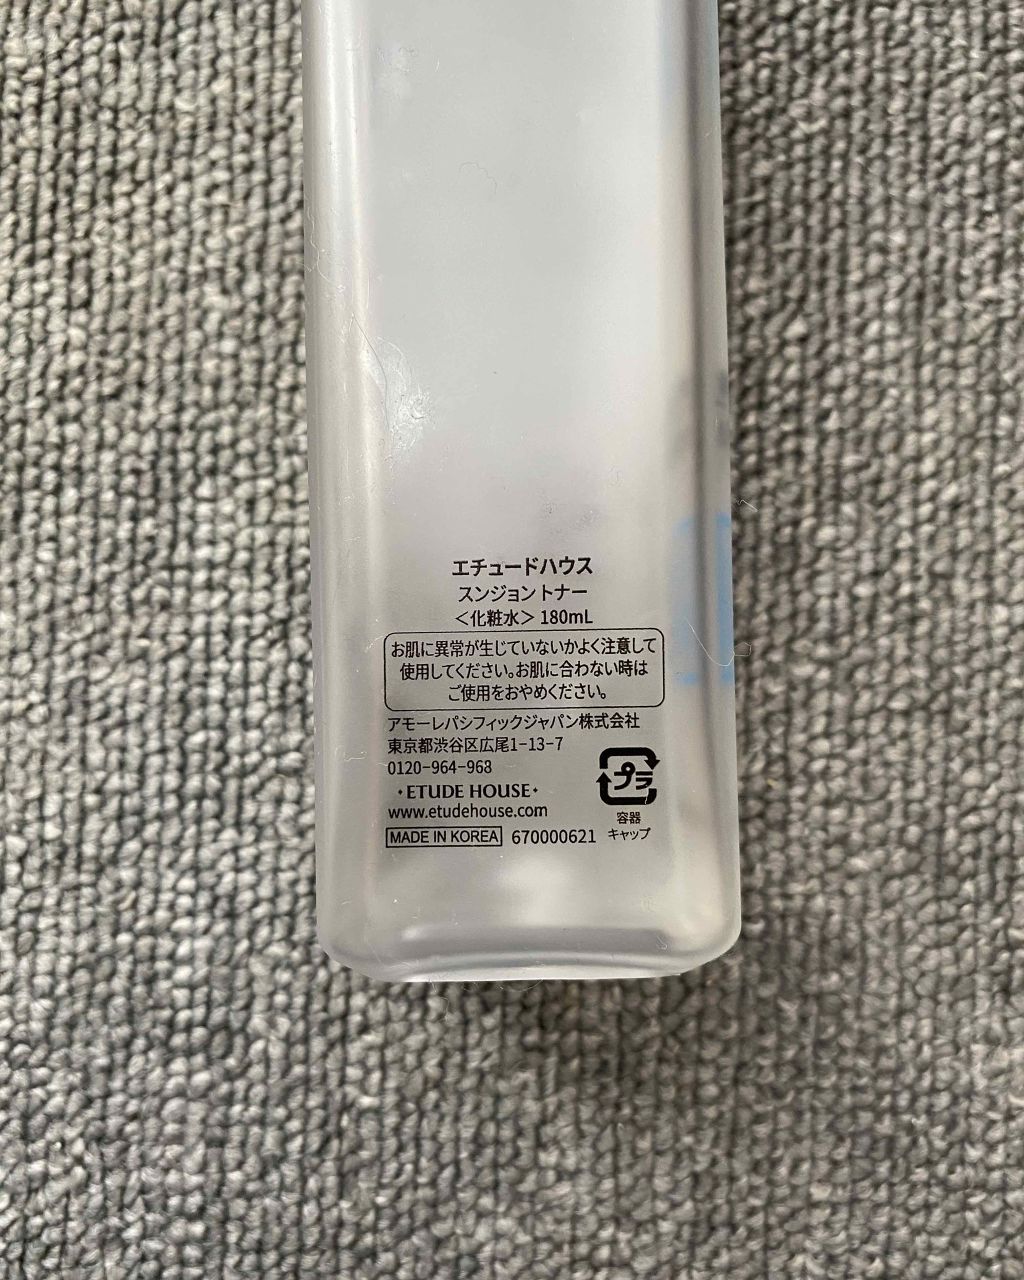 エチュードハウス
スンジョン トナー
＜化粧水＞ 180mL
お肌に異常が生じていないかよく注意して
使用してください。お肌に合わない時は
ご使用をおやめください。
アモーレパシフィックジャパン株式会社
東京都渋谷区広尾1-13-7
0120-964-968
・ETUDE HOUSE・
www.etudehouse.com
MADE IN KOREA 670000621
プラ
容器
キャップ